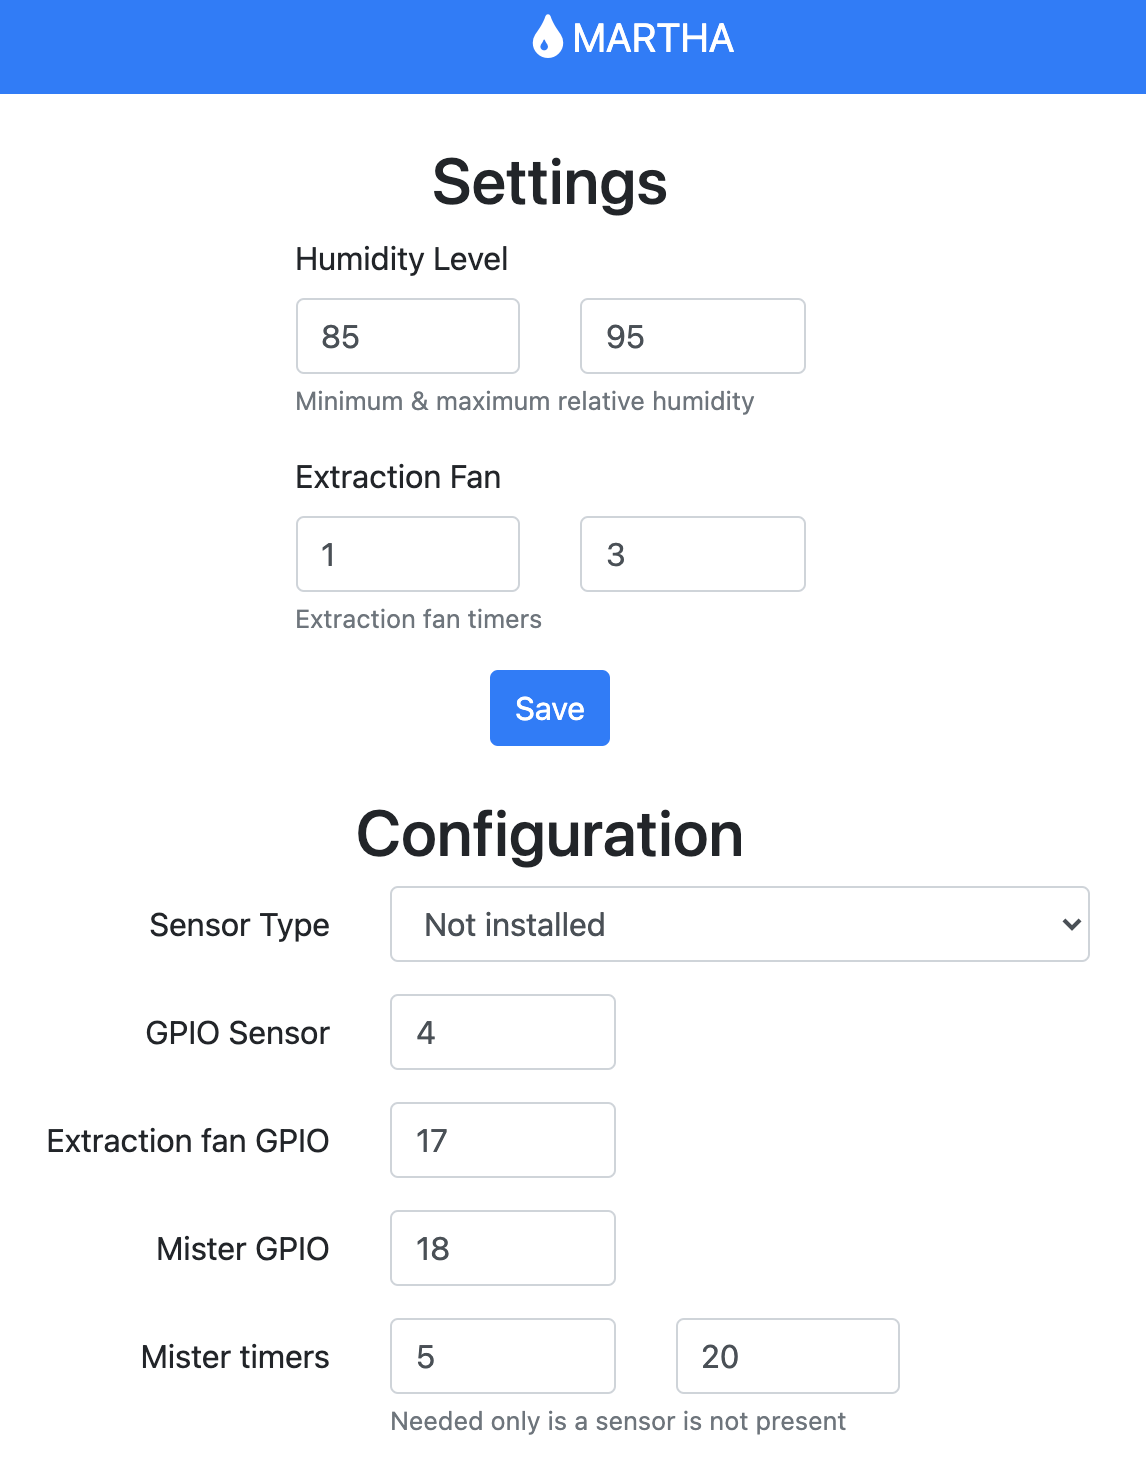 MARTHA
Settings
Humidity Level
85 95
Minimum & maximum relative humidity
Extraction Fan
1 3
Extraction fan timers
Save
Configuration
Sensor Type Not installed
GPIO Sensor 4
Extraction fan GPIO 17
Mister GPIO 18
Mister timers 5 20
Needed only is a sensor is not present